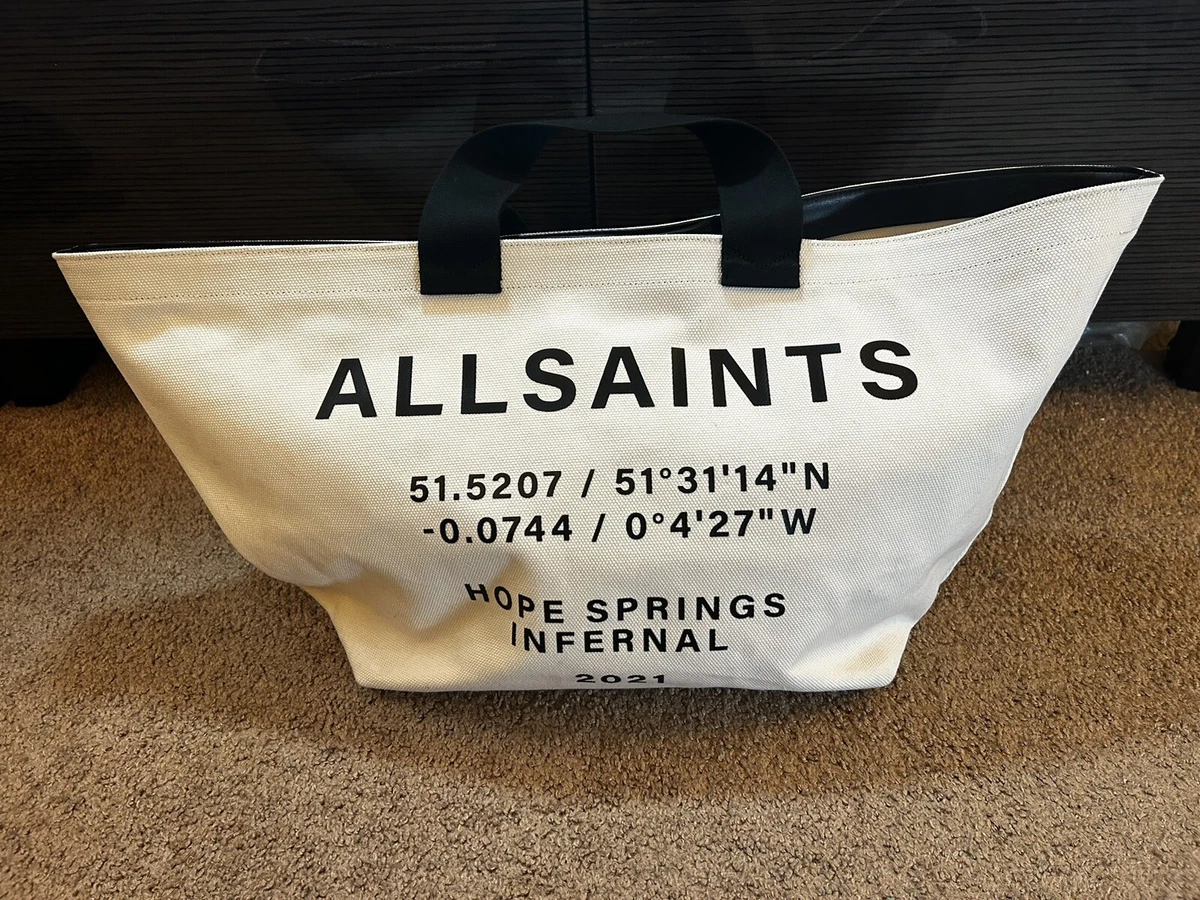 ALLSAINTS
51.5207 / 51°31'14"N
-0.0744 / 0°4'27"W
HOPE SPRINGS
INFERNAL
2021